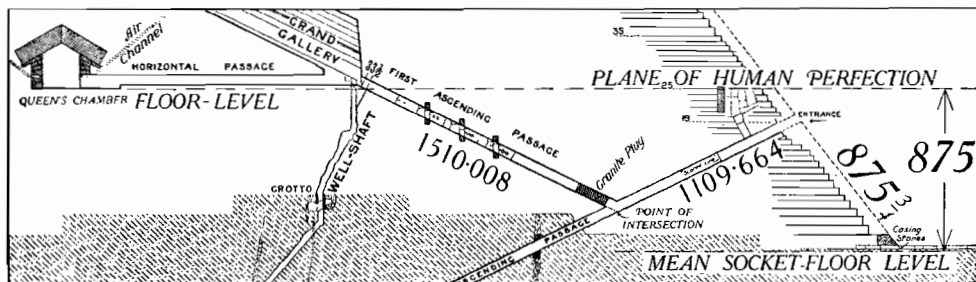 GRAND
GALLERY
Air
Channel
HORIZONTAL PASSAGE
FIRST
ASCENDING
PASSAGE
35
PLANE OF HUMAN PERFECTION
25
QUEEN'S CHAMBER FLOOR-LEVEL
19
ENTRANCE
1510·008
1109·664
875
875
WELL-SHAFT
GROTTO
Granite Plug
POINT OF
INTERSECTION
Casing
Stones
ASCENDING PASSAGE
MEAN SOCKET-FLOOR LEVEL